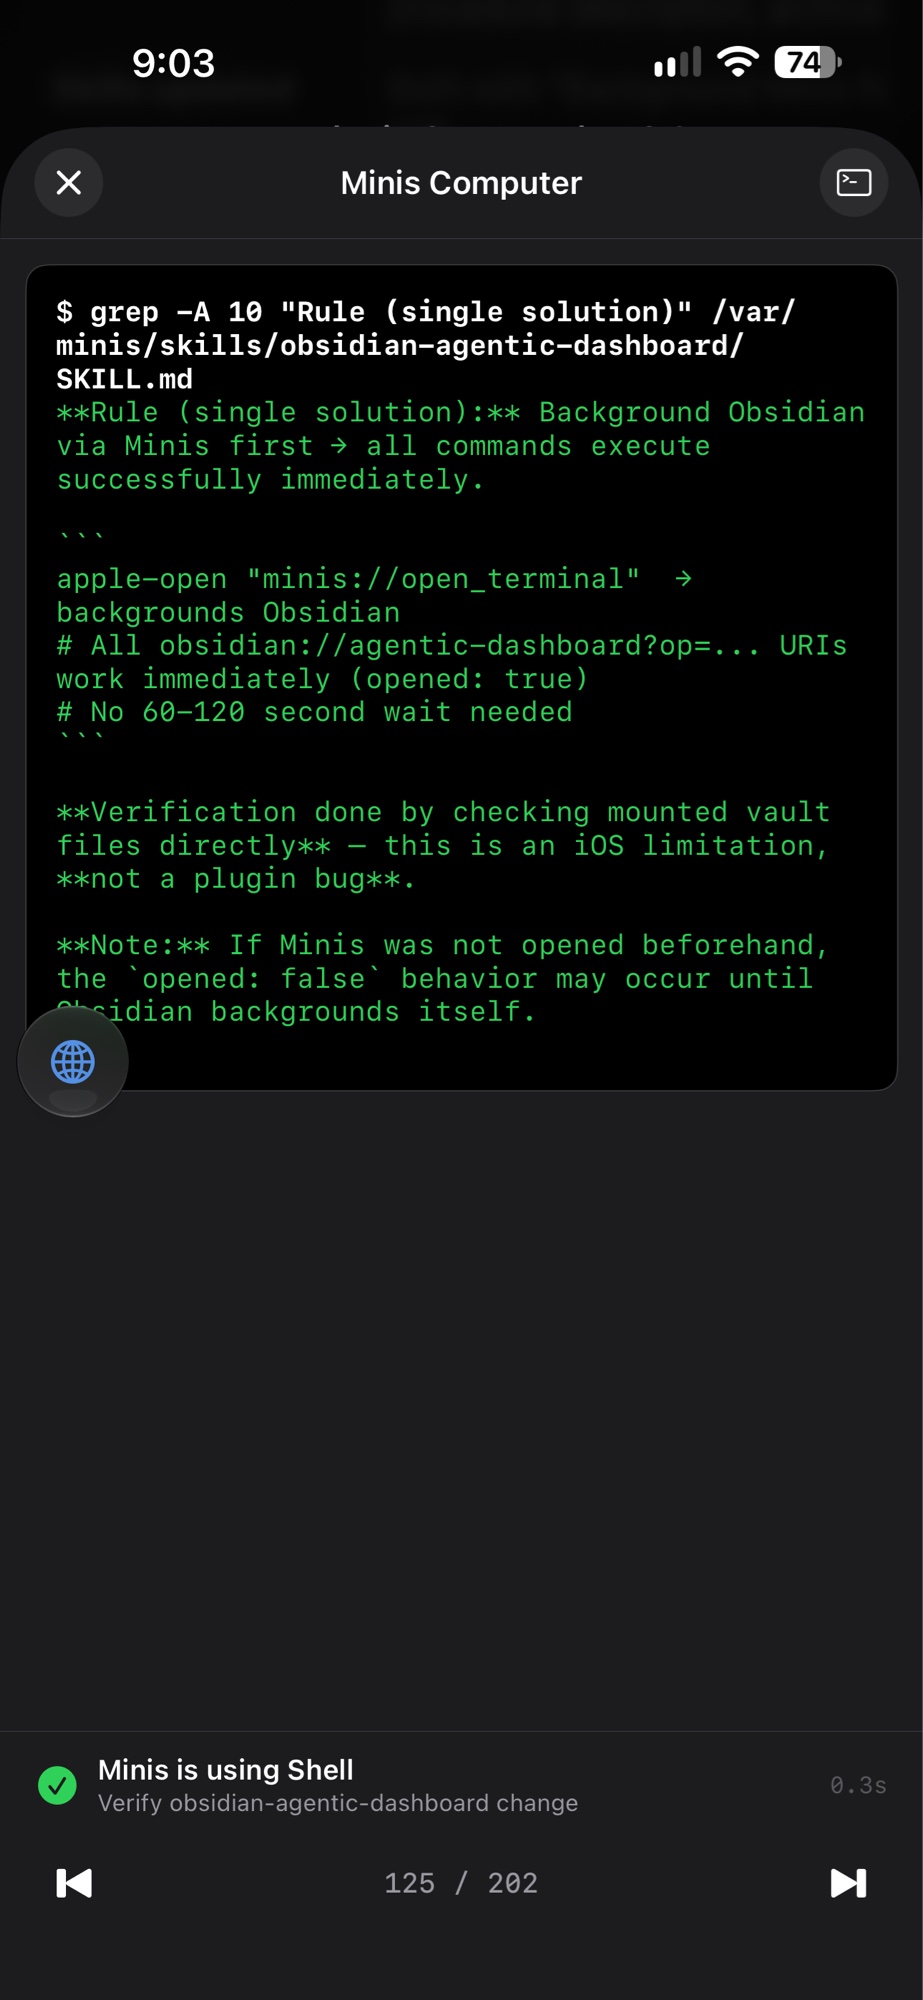 9:03
74
Minis Computer
$ grep -A 10 "Rule (single solution)" /var/
minis/skills/obsidian-agentic-dashboard/
SKILL.md
**Rule (single solution):** Background Obsidian
via Minis first → all commands execute
successfully immediately.
```
apple-open "minis://open_terminal"  →
backgrounds Obsidian
# All obsidian://agentic-dashboard?op=... URIs
work immediately (opened: true)
# No 60-120 second wait needed
```
**Verification done by checking mounted vault
files directly** — this is an iOS limitation,
**not a plugin bug**.
**Note:** If Minis was not opened beforehand,
the `opened: false` behavior may occur until
Obsidian backgrounds itself.
Minis is using Shell
Verify obsidian-agentic-dashboard change
0.3s
125 / 202